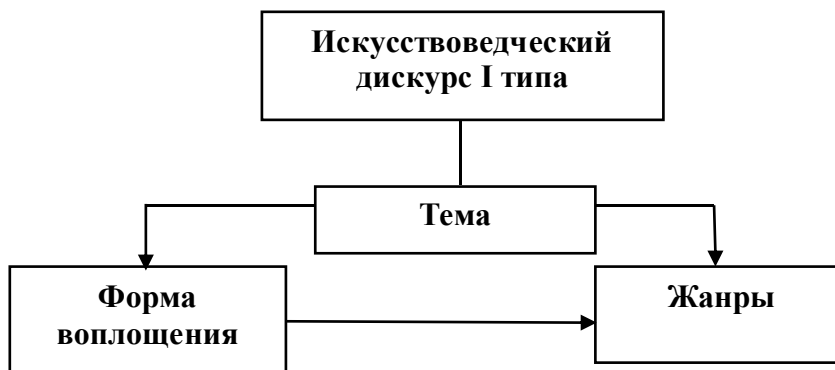 Искусствоведческий
дискурс I типа
Тема
Форма
воплощения
Жанры